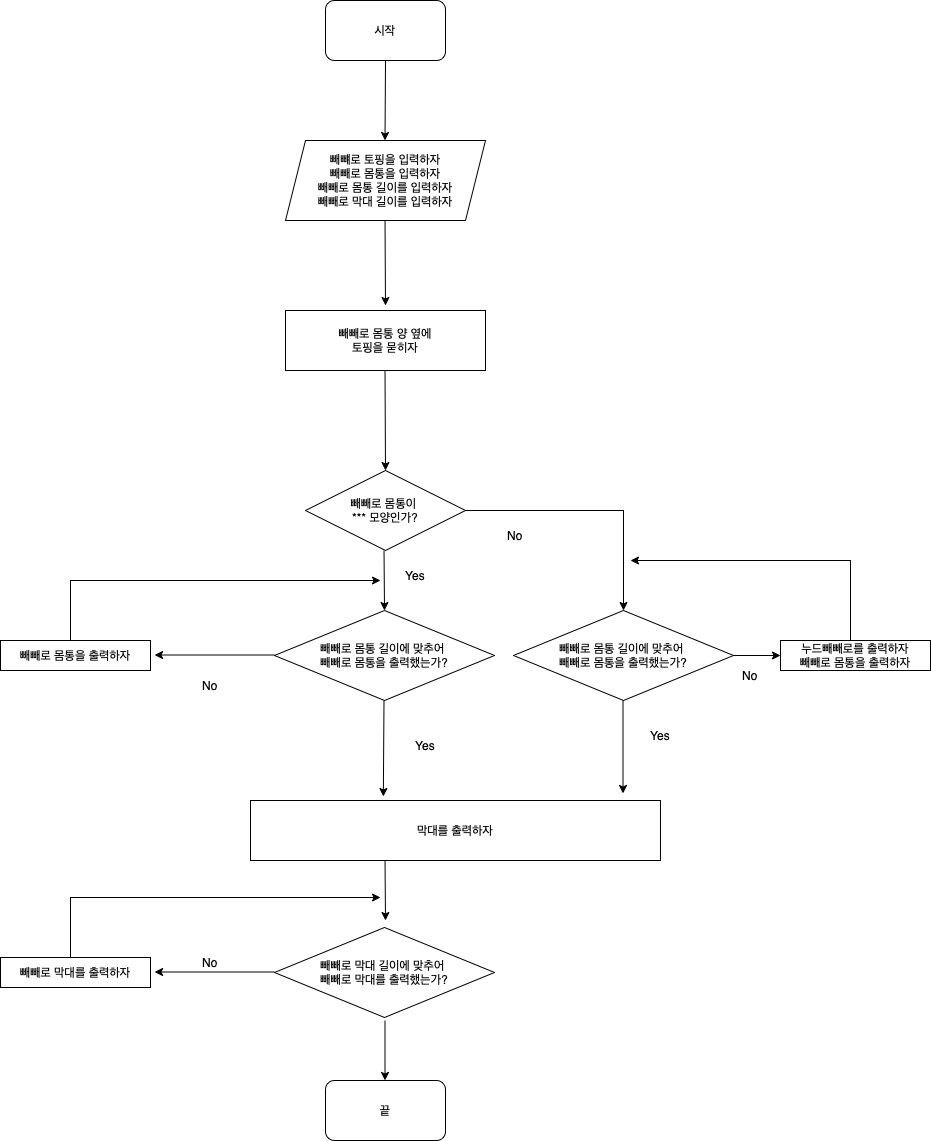 시작
빼빼로 토핑을 입력하자
빼빼로 몸통을 입력하자
빼빼로 몸통 길이를 입력하자
빼빼로 막대 길이를 입력하자
빼빼로 몸통 양 옆에
토핑을 묻히자
빼빼로 몸통이
*** 모양인가?
No
Yes
빼빼로 몸통을 출력하자
빼빼로 몸통 길이에 맞추어
빼빼로 몸통을 출력했는가?
빼빼로 몸통 길이에 맞추어
빼빼로 몸통을 출력했는가?
누드빼빼로를 출력하자
빼빼로 몸통을 출력하자
No
No
Yes
Yes
막대를 출력하자
No
빼빼로 막대를 출력하자
빼빼로 막대 길이에 맞추어
빼빼로 막대를 출력했는가?
끝